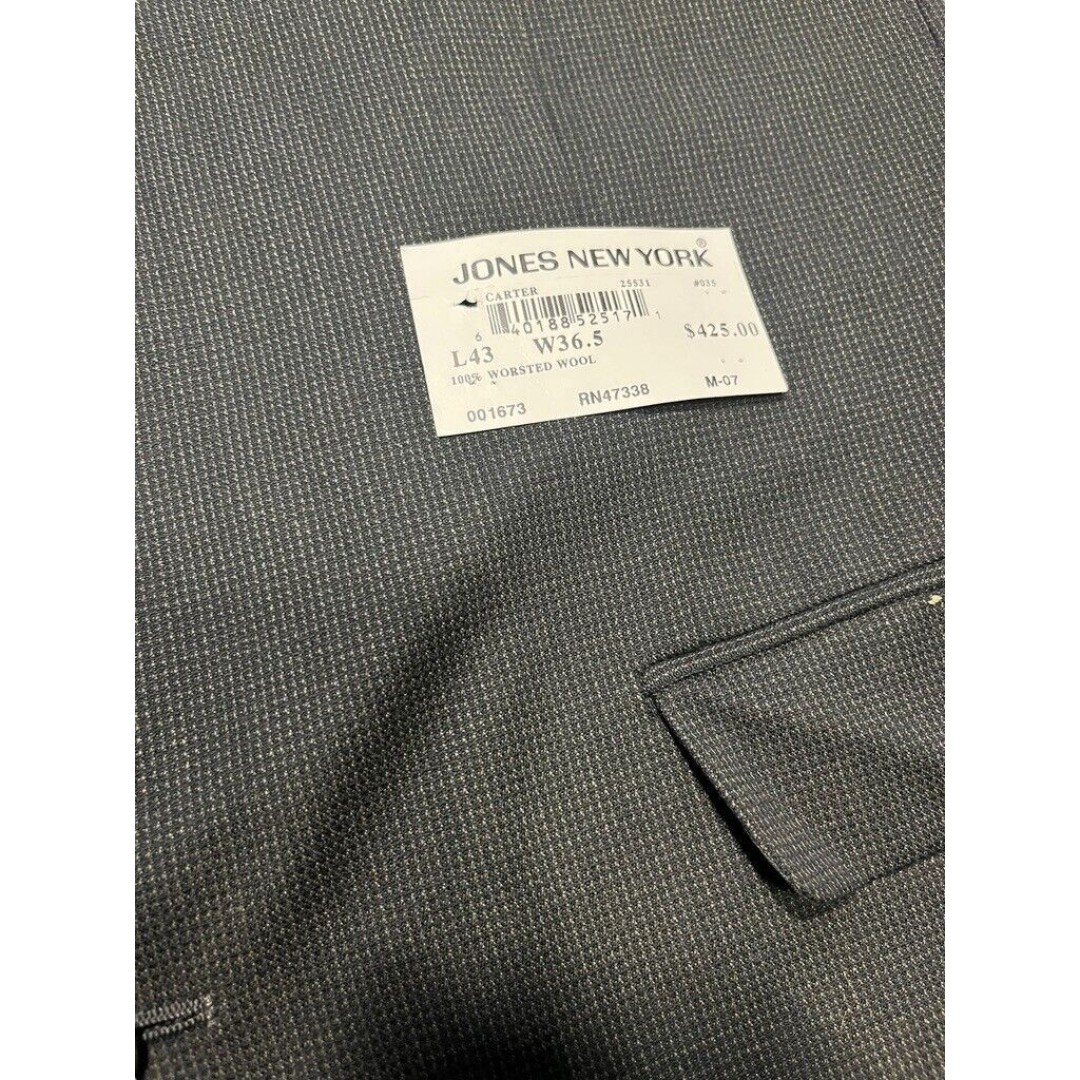 JONES NEW YORK®
CARTER 25531 #035
6 40188 52517 1
L43 W36.5 $425.00
100% WORSTED WOOL
001673 RN47338 M-07